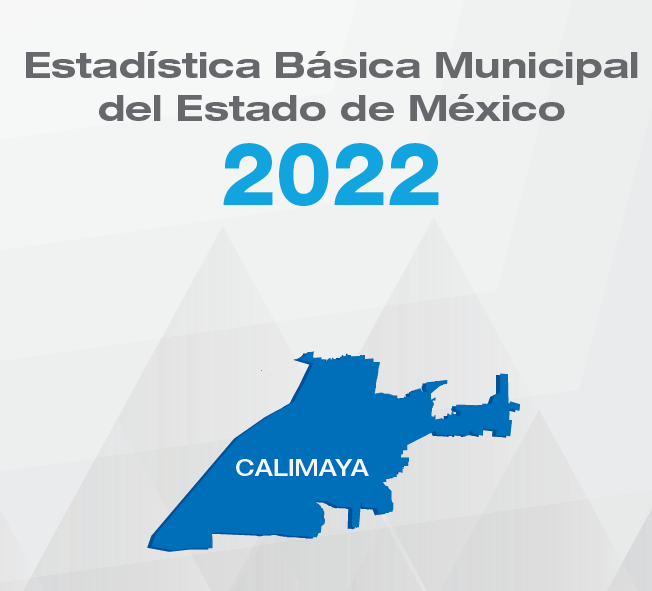 Estadística Básica Municipal
del Estado de México
2022
CALIMAYA